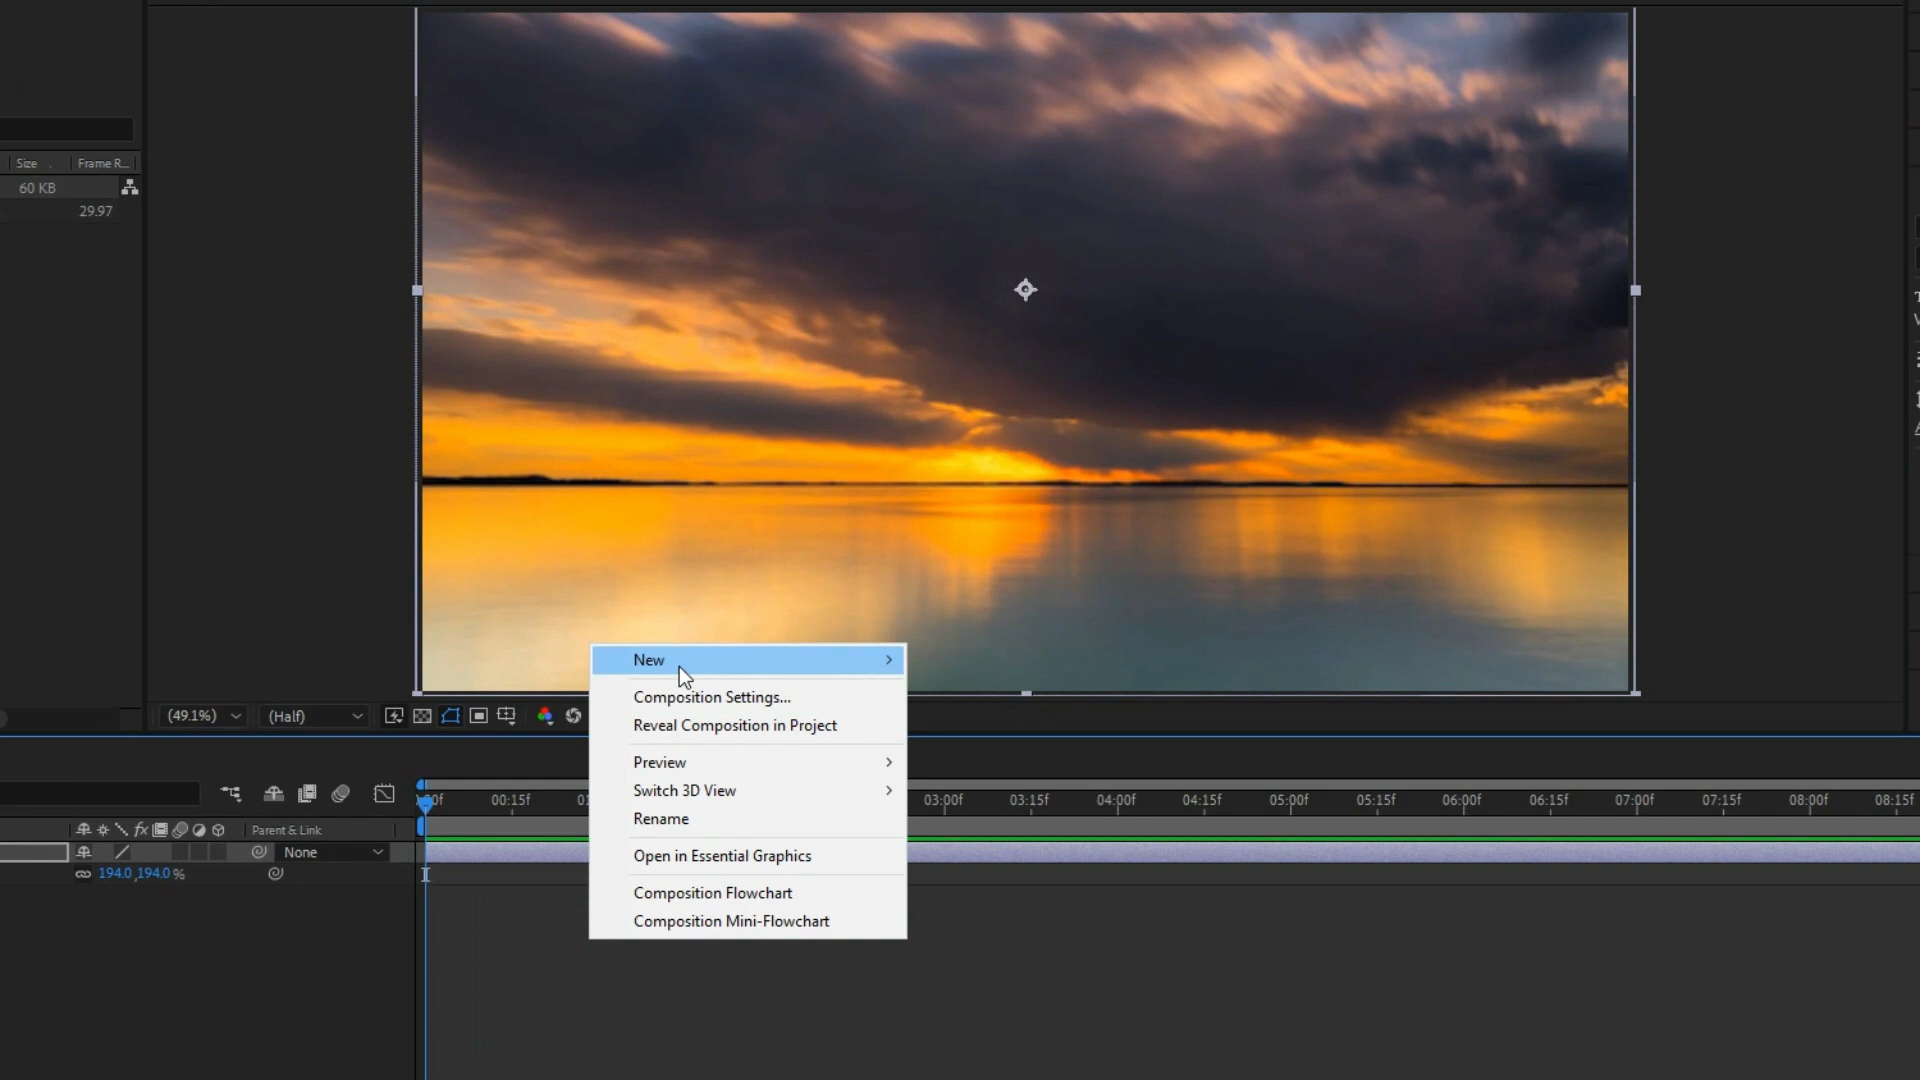 Size
Frame R...
60 KB
29.97
(49.1%)
(Half)
New
Composition Settings...
Reveal Composition in Project
Preview
Switch 3D View
Rename
Open in Essential Graphics
Composition Flowchart
Composition Mini-Flowchart
00:15f
03:00f
03:15f
04:00f
04:15f
05:00f
05:15f
06:00f
06:15f
07:00f
07:15f
08:00f
08:15f
fx
Parent & Link
None
194.0,194.0%